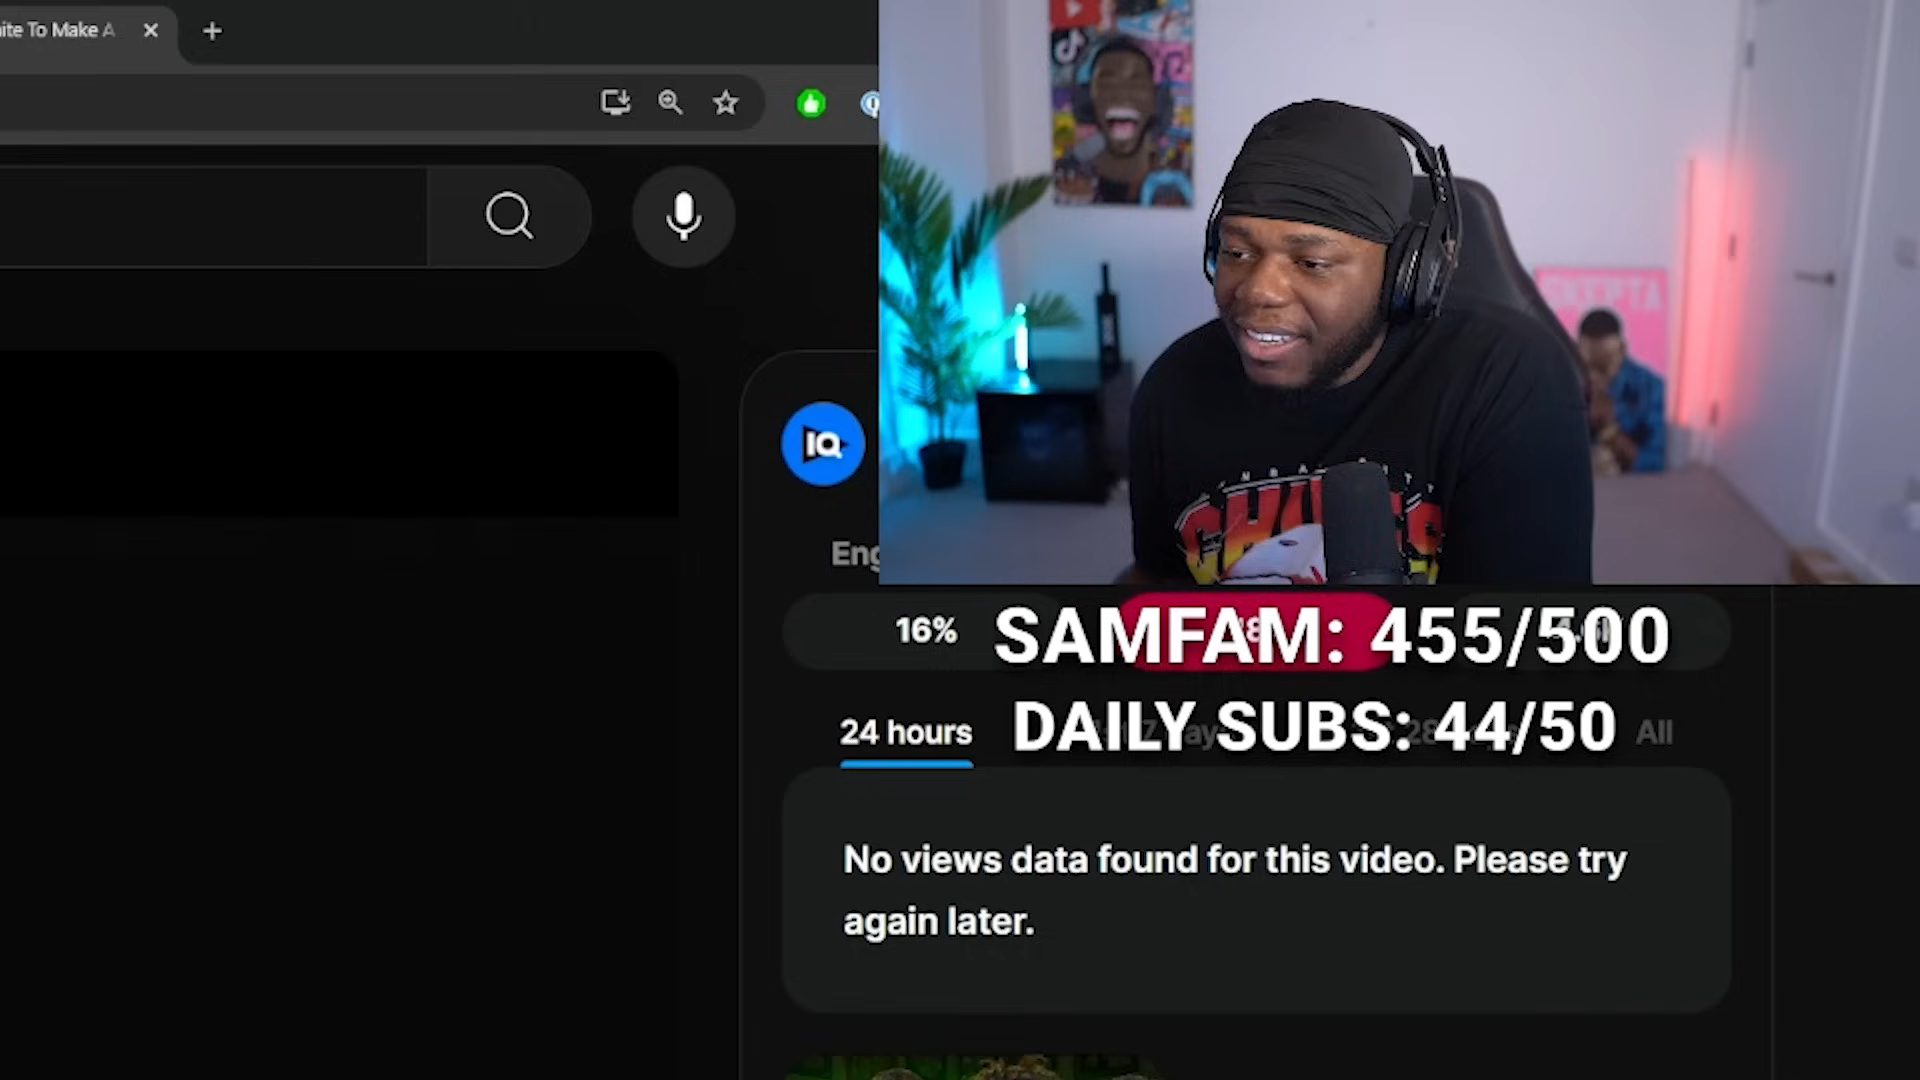 ite To Make A
IQ
Eng
16%
SAMFAM: 455/500
24 hours
DAILY SUBS: 44/50
All
No views data found for this video. Please try
again later.